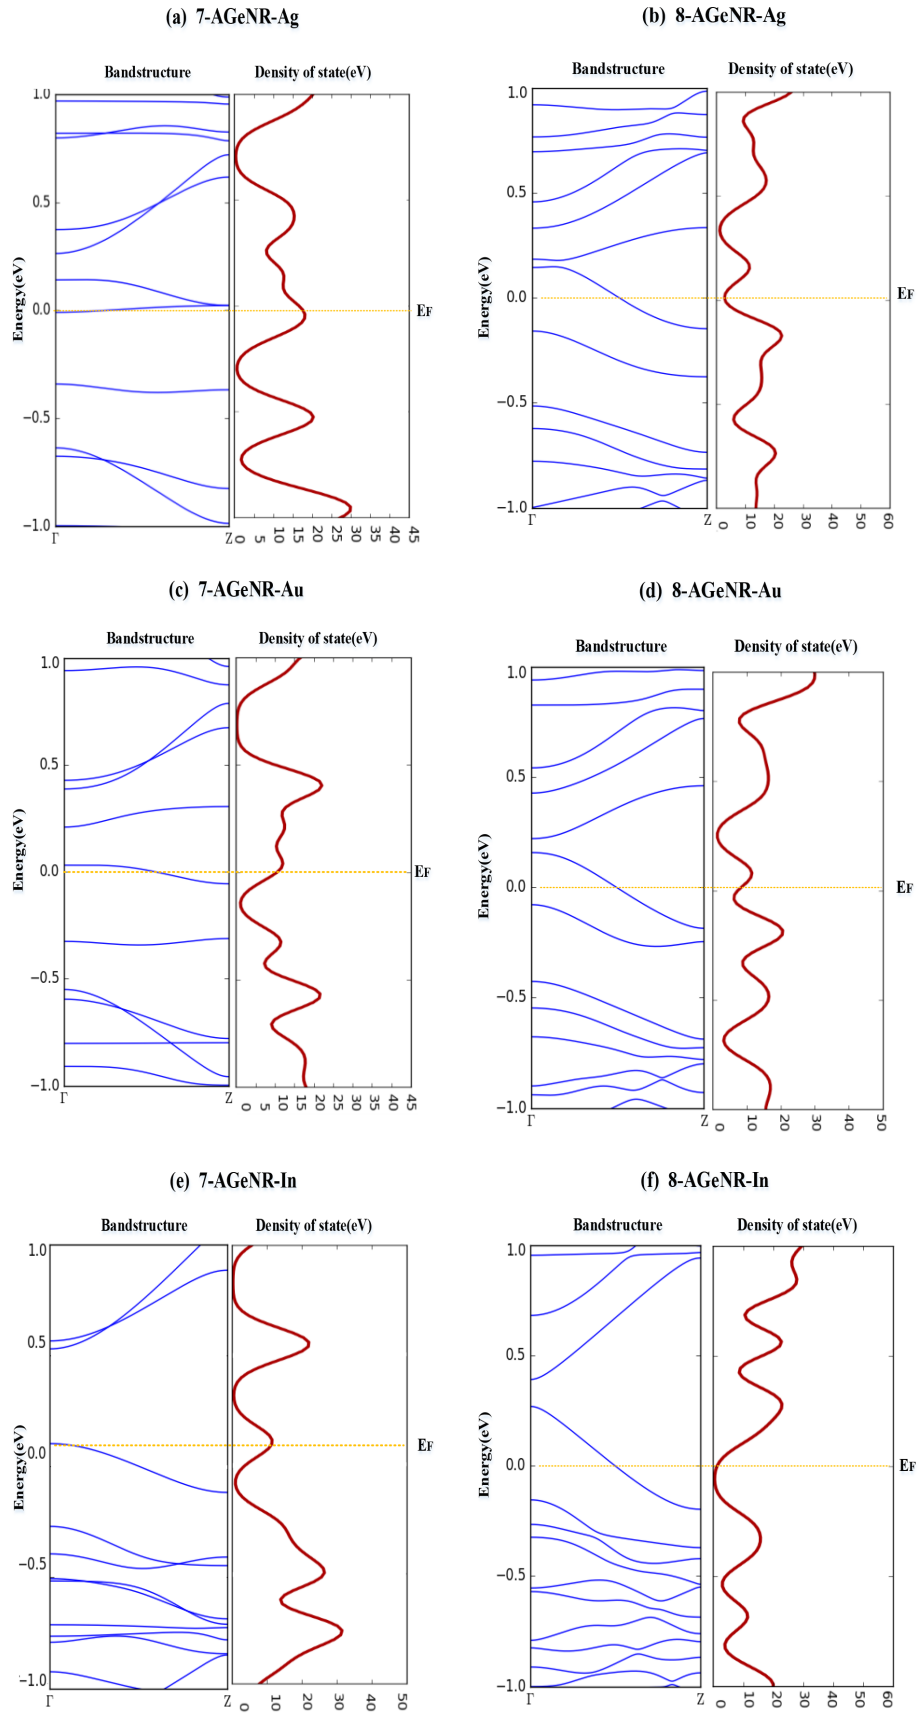 (a) 7-AGeNR-Ag
Bandstructure
Density of state(eV)
1.0
0.5
0.0
−0.5
−1.0
Energy(eV)
Γ
Z
0 5 10 15 20 25 30 35 40 45
EF
(b) 8-AGeNR-Ag
Bandstructure
Density of state(eV)
1.0
0.5
0.0
−0.5
−1.0
Energy(eV)
Γ
Z
0 10 20 30 40 50 60
EF
(c) 7-AGeNR-Au
Bandstructure
Density of state(eV)
1.0
0.5
0.0
−0.5
−1.0
Energy(eV)
Γ
Z
0 5 10 15 20 25 30 35 40 45
EF
(d) 8-AGeNR-Au
Bandstructure
Density of state(eV)
1.0
0.5
0.0
−0.5
−1.0
Energy(eV)
Γ
Z
0 10 20 30 40 50
EF
(e) 7-AGeNR-In
Bandstructure
Density of state(eV)
1.0
0.5
0.0
−0.5
−1.0
Energy(eV)
Γ
Z
0 10 20 30 40 50
EF
(f) 8-AGeNR-In
Bandstructure
Density of state(eV)
1.0
0.5
0.0
−0.5
−1.0
Energy(eV)
Γ
Z
0 10 20 30 40 50 60
EF